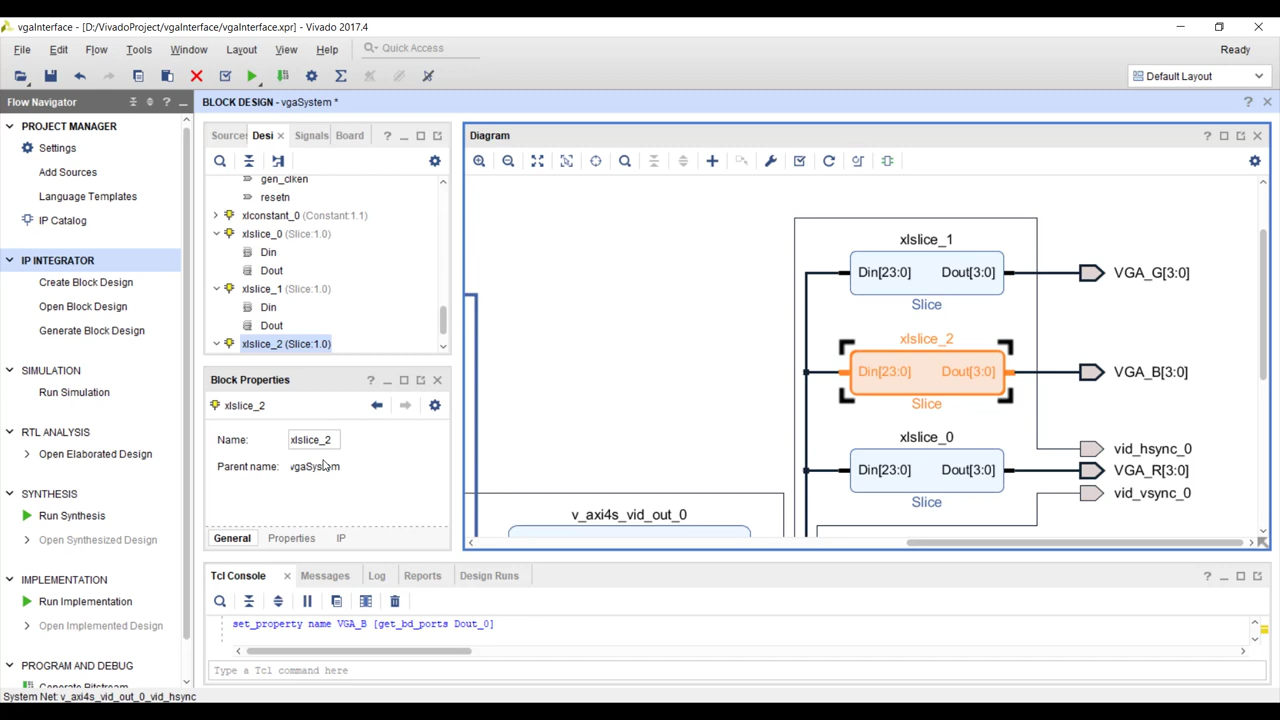 vgaInterface - [D:/VivadoProject/vgaInterface/vgaInterface.xpr] - Vivado 2017.4
File Edit Flow Tools Window Layout View Help Quick Access Ready
Default Layout
Flow Navigator
PROJECT MANAGER
Settings
Add Sources
Language Templates
IP Catalog
IP INTEGRATOR
Create Block Design
Open Block Design
Generate Block Design
SIMULATION
Run Simulation
RTL ANALYSIS
Open Elaborated Design
SYNTHESIS
Run Synthesis
Open Synthesized Design
IMPLEMENTATION
Run Implementation
Open Implemented Design
PROGRAM AND DEBUG
Generate Bitstream
System Net: v_axi4s_vid_out_0_vid_hsync
BLOCK DESIGN - vgaSystem *
Sources Desi Signals Board
gen_clken
resetn
xlconstant_0 (Constant:1.1)
xlslice_0 (Slice:1.0)
Din
Dout
xlslice_1 (Slice:1.0)
Din
Dout
xlslice_2 (Slice:1.0)
Block Properties
xlslice_2
Name: xlslice_2
Parent name: vgaSystem
General Properties IP
Diagram
xlslice_1
Din[23:0] Dout[3:0] VGA_G[3:0]
Slice
xlslice_2
Din[23:0] Dout[3:0] VGA_B[3:0]
Slice
xlslice_0
vid_hsync_0
Din[23:0] Dout[3:0] VGA_R[3:0]
vid_vsync_0
Slice
v_axi4s_vid_out_0
Tcl Console Messages Log Reports Design Runs
set_property name VGA_B [get_bd_ports Dout_0]
Type a Tcl command here